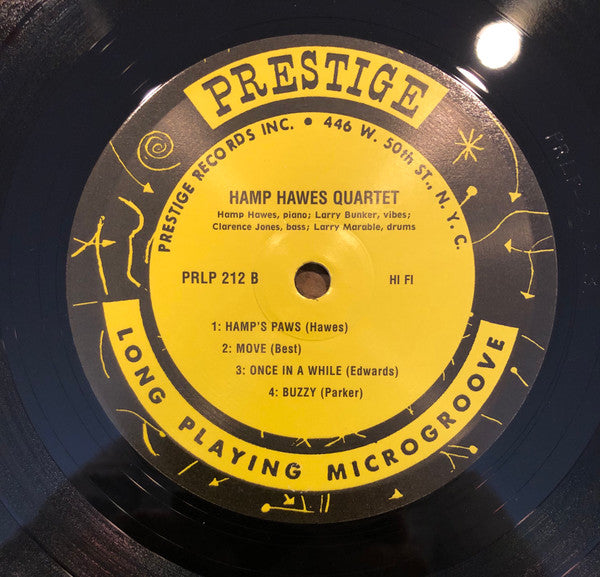 PRESTIGE
PRESTIGE RECORDS INC. • 446 W. 50th ST., N.Y.C.
HAMP HAWES QUARTET
Hamp Hawes, piano; Larry Bunker, vibes;
Clarence Jones, bass; Larry Marable, drums
PRLP 212 B
HI FI
1: HAMP'S PAWS (Hawes)
2: MOVE (Best)
3: ONCE IN A WHILE (Edwards)
4: BUZZY (Parker)
LONG PLAYING MICROGROOVE